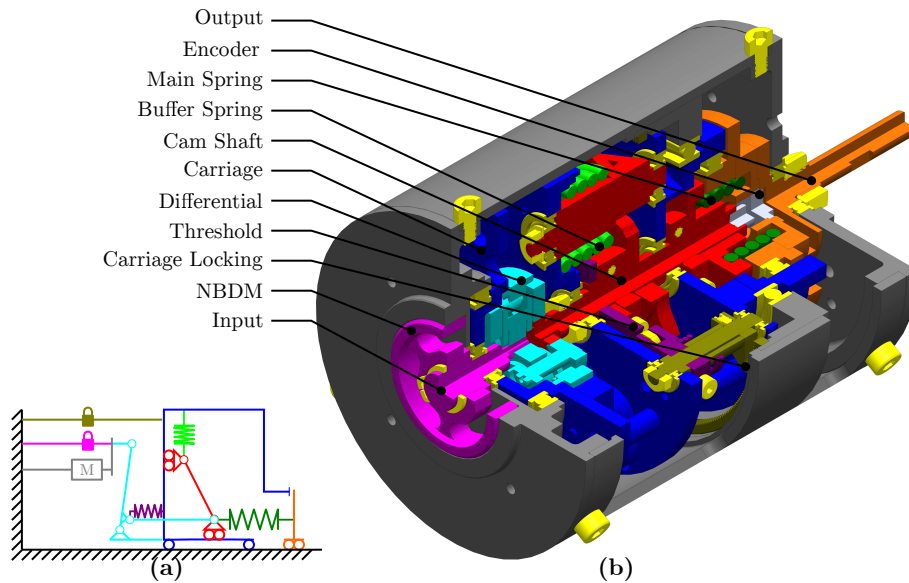 Output
Encoder
Main Spring
Buffer Spring
Cam Shaft
Carriage
Differential
Threshold
Carriage Locking
NBDM
Input
M
(a)
(b)